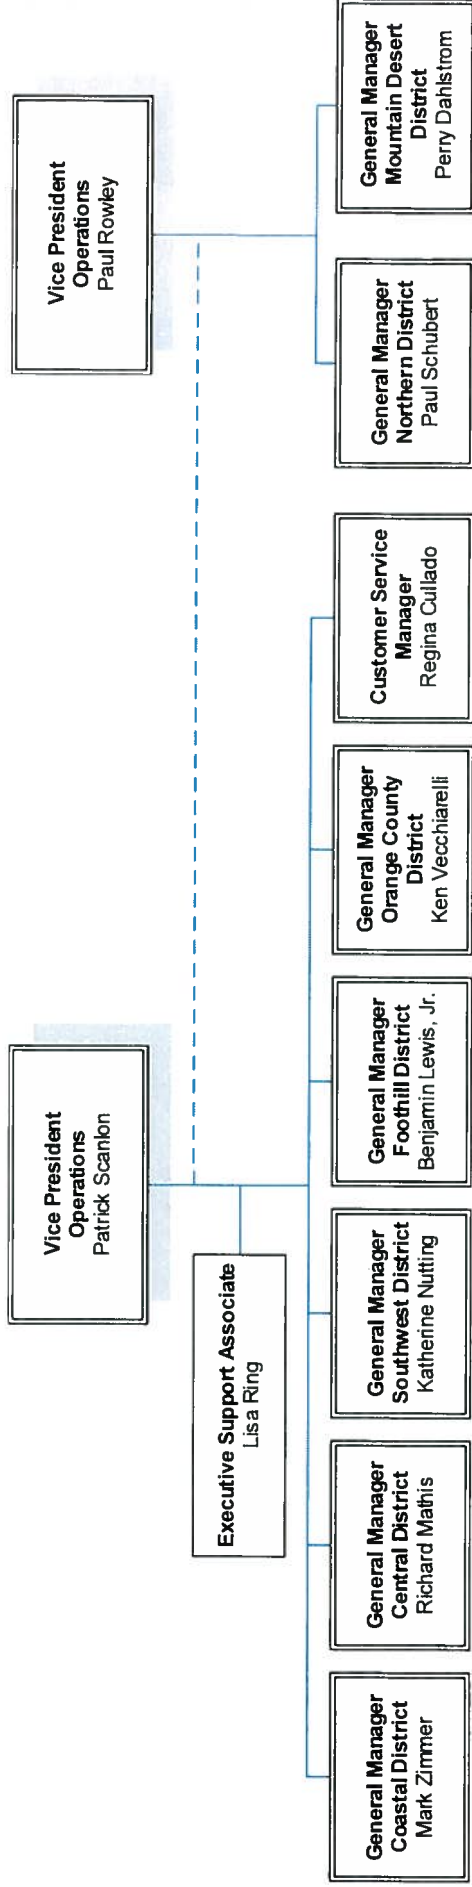 Vice President
Operations
Patrick Scanlon
Vice President
Operations
Paul Rowley
Executive Support Associate
Lisa Ring
General Manager
Coastal District
Mark Zimmer
General Manager
Central District
Richard Mathis
General Manager
Southwest District
Katherine Nutting
General Manager
Foothill District
Benjamin Lewis, Jr.
General Manager
Orange County
District
Ken Vecchiarelli
Customer Service
Manager
Regina Cullado
General Manager
Northern District
Paul Schubert
General Manager
Mountain Desert
District
Perry Dahlstrom